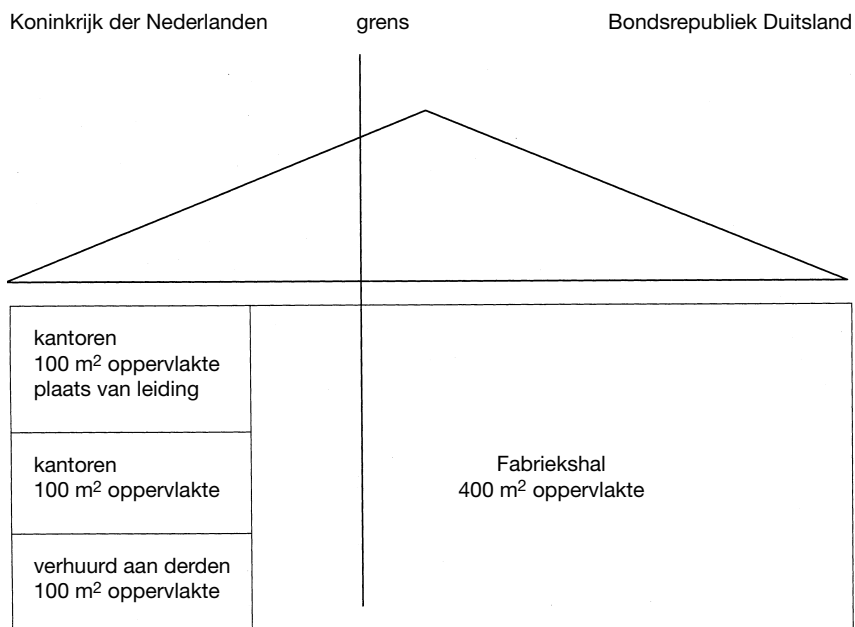 Koninkrijk der Nederlanden grens Bondsrepubliek Duitsland
kantoren
100 m² oppervlakte
plaats van leiding
kantoren
100 m² oppervlakte
Fabriekshal
400 m² oppervlakte
verhuurd aan derden
100 m² oppervlakte